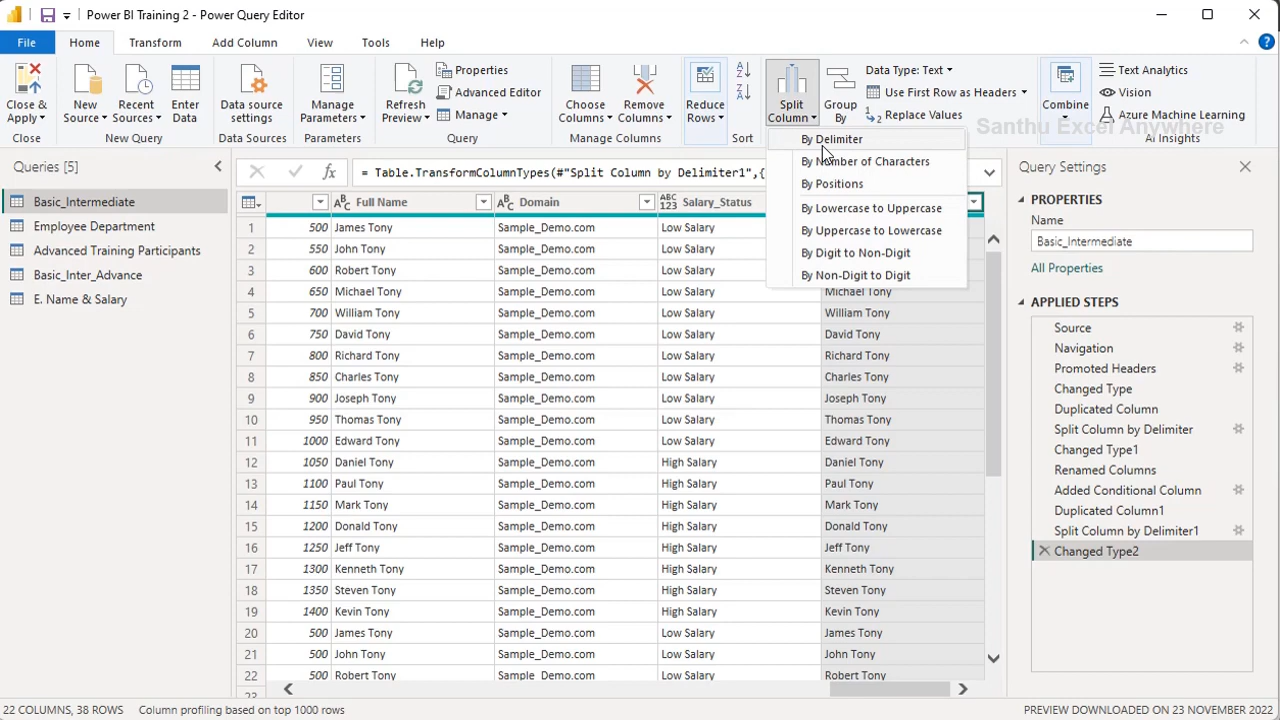 Power BI Training 2 - Power Query Editor
File Home Transform Add Column View Tools Help
Close & Apply
Close
New Source
Recent Sources
Enter Data
New Query
Data source settings
Data Sources
Manage Parameters
Parameters
Refresh Preview
Properties
Advanced Editor
Manage
Query
Choose Columns
Remove Columns
Manage Columns
Reduce Rows
Sort
Split Column
Group By
Data Type: Text
Use First Row as Headers
Replace Values
Combine
Text Analytics
Vision
Azure Machine Learning
AI Insights
Santhu Excel Anywhere
By Delimiter
By Number of Characters
By Positions
By Lowercase to Uppercase
By Uppercase to Lowercase
By Digit to Non-Digit
By Non-Digit to Digit
Queries [5]
Basic_Intermediate
Employee Department
Advanced Training Participants
Basic_Inter_Advance
E. Name & Salary
= Table.TransformColumnTypes(#"Split Column by Delimiter1",{
Full Name Domain Salary_Status
1 500 James Tony Sample_Demo.com Low Salary
2 550 John Tony Sample_Demo.com Low Salary
3 600 Robert Tony Sample_Demo.com Low Salary
4 650 Michael Tony Sample_Demo.com Low Salary Michael Tony
5 700 William Tony Sample_Demo.com Low Salary William Tony
6 750 David Tony Sample_Demo.com Low Salary David Tony
7 800 Richard Tony Sample_Demo.com Low Salary Richard Tony
8 850 Charles Tony Sample_Demo.com Low Salary Charles Tony
9 900 Joseph Tony Sample_Demo.com Low Salary Joseph Tony
10 950 Thomas Tony Sample_Demo.com Low Salary Thomas Tony
11 1000 Edward Tony Sample_Demo.com Low Salary Edward Tony
12 1050 Daniel Tony Sample_Demo.com High Salary Daniel Tony
13 1100 Paul Tony Sample_Demo.com High Salary Paul Tony
14 1150 Mark Tony Sample_Demo.com High Salary Mark Tony
15 1200 Donald Tony Sample_Demo.com High Salary Donald Tony
16 1250 Jeff Tony Sample_Demo.com High Salary Jeff Tony
17 1300 Kenneth Tony Sample_Demo.com High Salary Kenneth Tony
18 1350 Steven Tony Sample_Demo.com High Salary Steven Tony
19 1400 Kevin Tony Sample_Demo.com High Salary Kevin Tony
20 500 James Tony Sample_Demo.com Low Salary James Tony
21 500 John Tony Sample_Demo.com Low Salary John Tony
22 500 Robert Tony Sample_Demo.com Low Salary Robert Tony
23
Query Settings
PROPERTIES
Name
Basic_Intermediate
All Properties
APPLIED STEPS
Source
Navigation
Promoted Headers
Changed Type
Duplicated Column
Split Column by Delimiter
Changed Type1
Renamed Columns
Added Conditional Column
Duplicated Column1
Split Column by Delimiter1
Changed Type2
22 COLUMNS, 38 ROWS Column profiling based on top 1000 rows
PREVIEW DOWNLOADED ON 23 NOVEMBER 2022